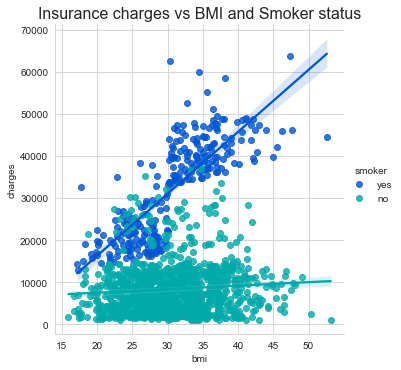 Insurance charges vs BMI and Smoker status
70000
60000
50000
40000
30000
20000
10000
0
charges
15 20 25 30 35 40 45 50
bmi
smoker
yes
no